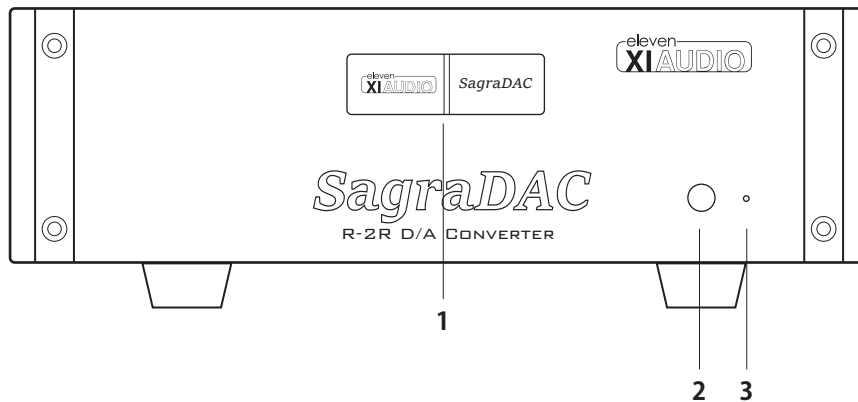 eleven
XI AUDIO
SagraDAC
eleven
XI AUDIO
SagraDAC
R-2R D/A CONVERTER
1
2
3